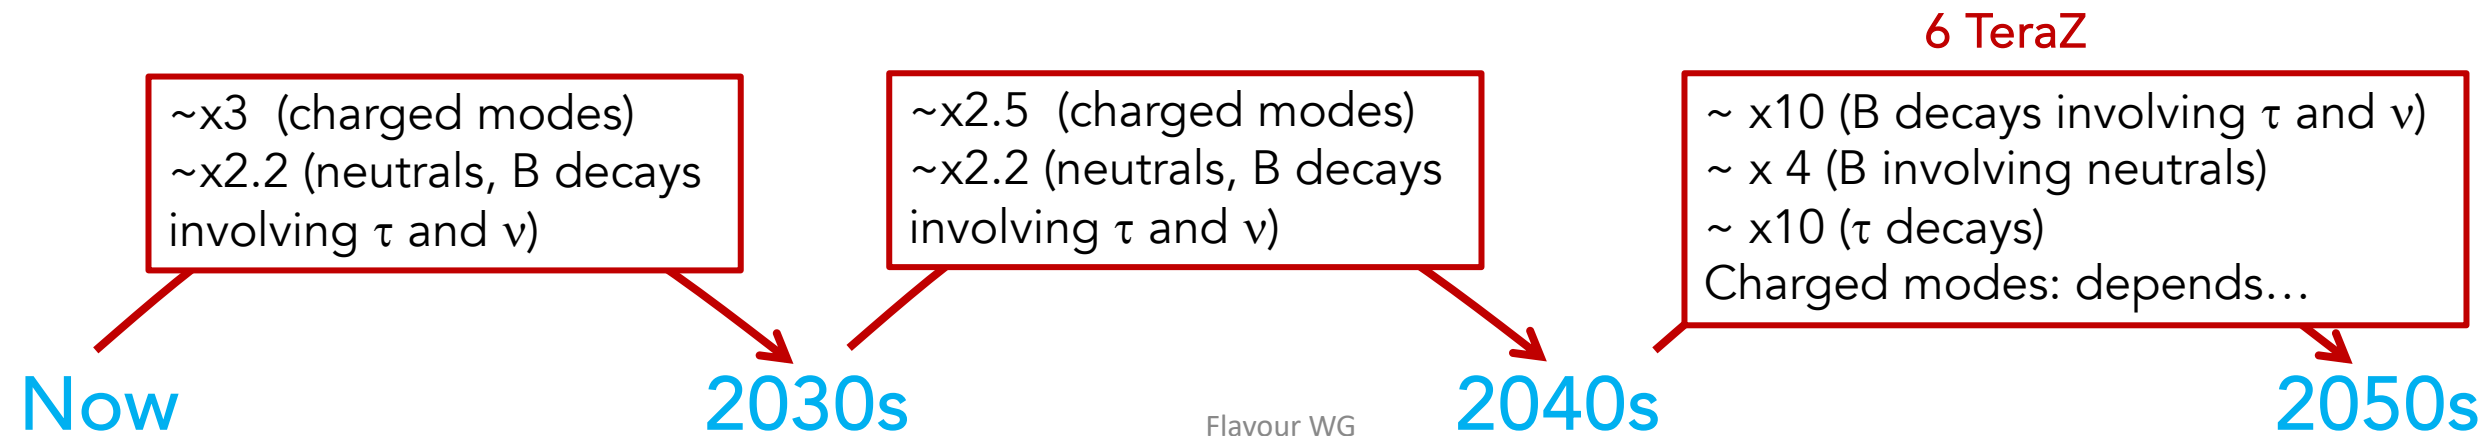 6 TeraZ
~x3 (charged modes)
~x2.2 (neutrals, B decays
involving τ and ν)
~x2.5 (charged modes)
~x2.2 (neutrals, B decays
involving τ and ν)
~ x10 (B decays involving τ and ν)
~ x 4 (B involving neutrals)
~ x10 (τ decays)
Charged modes: depends…
Now
2030s
Flavour WG
2040s
2050s